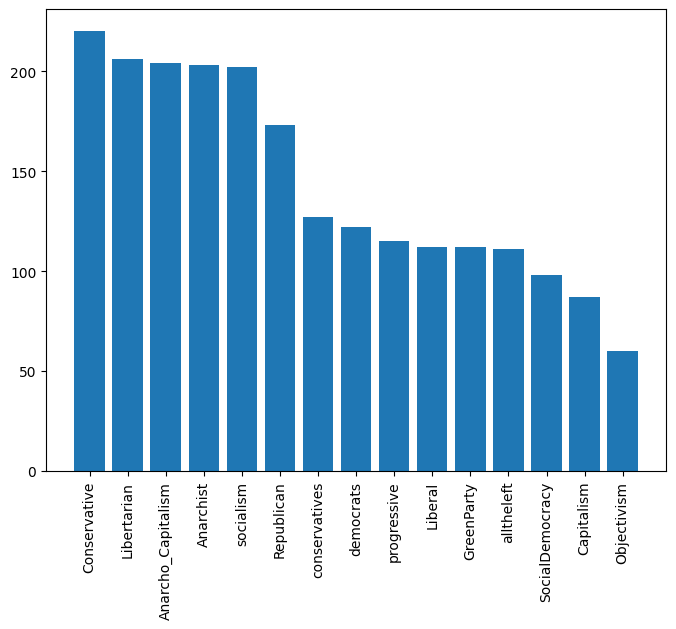 200
150
100
50
0
Conservative
Libertarian
Anarcho_Capitalism
Anarchist
socialism
Republican
conservatives
democrats
progressive
Liberal
GreenParty
alltheleft
SocialDemocracy
Capitalism
Objectivism